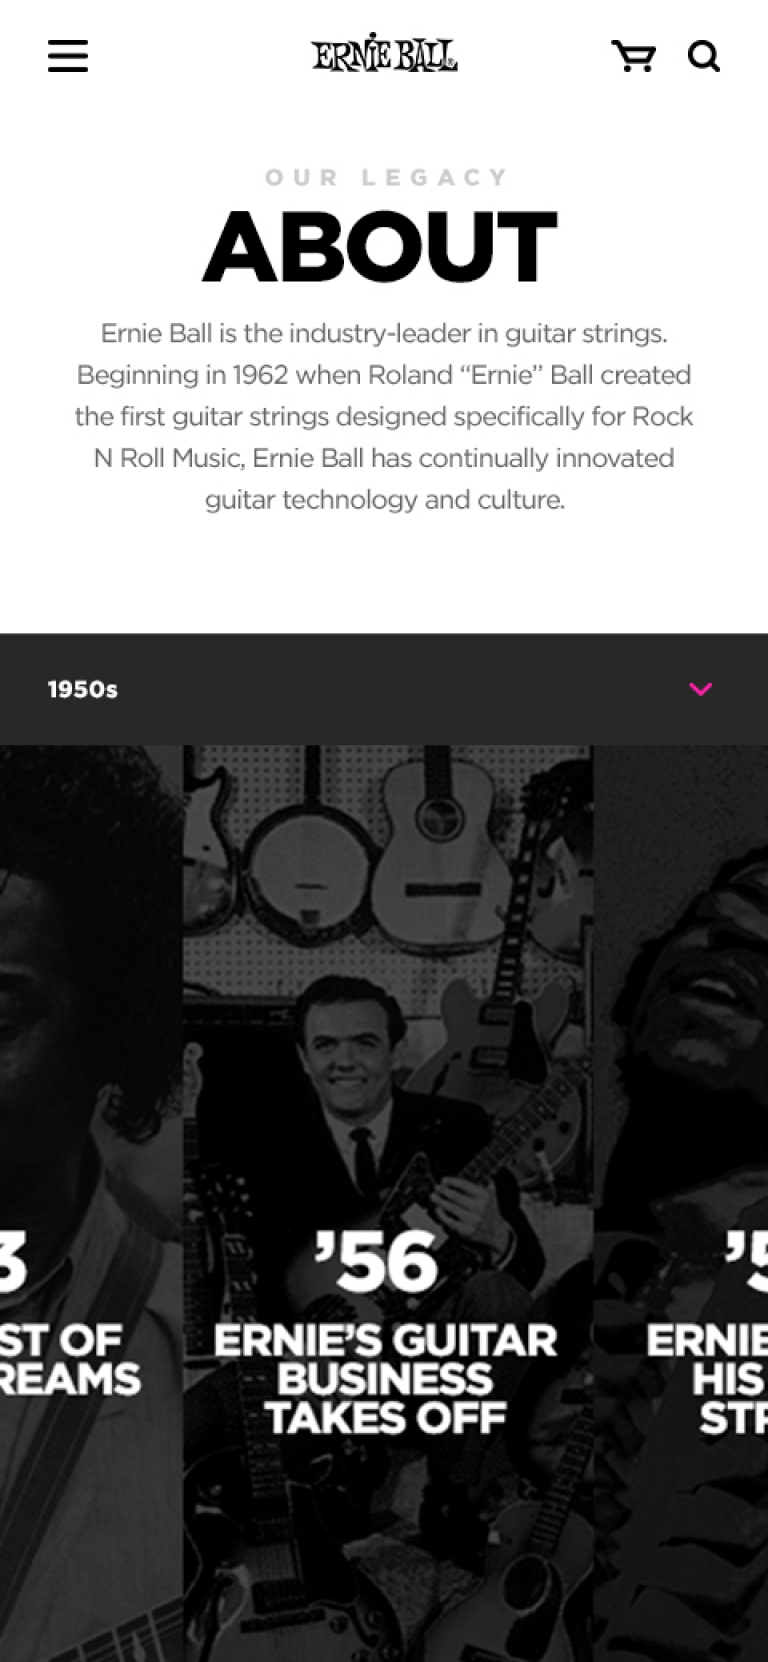 ERNIE BALL®
OUR LEGACY
ABOUT
Ernie Ball is the industry-leader in guitar strings.
Beginning in 1962 when Roland “Ernie” Ball created
the first guitar strings designed specifically for Rock
N Roll Music, Ernie Ball has continually innovated
guitar technology and culture.
1950s
3
ST OF
REAMS
’56
ERNIE’S GUITAR
BUSINESS
TAKES OFF
’5
ERNIE
HIS
STR